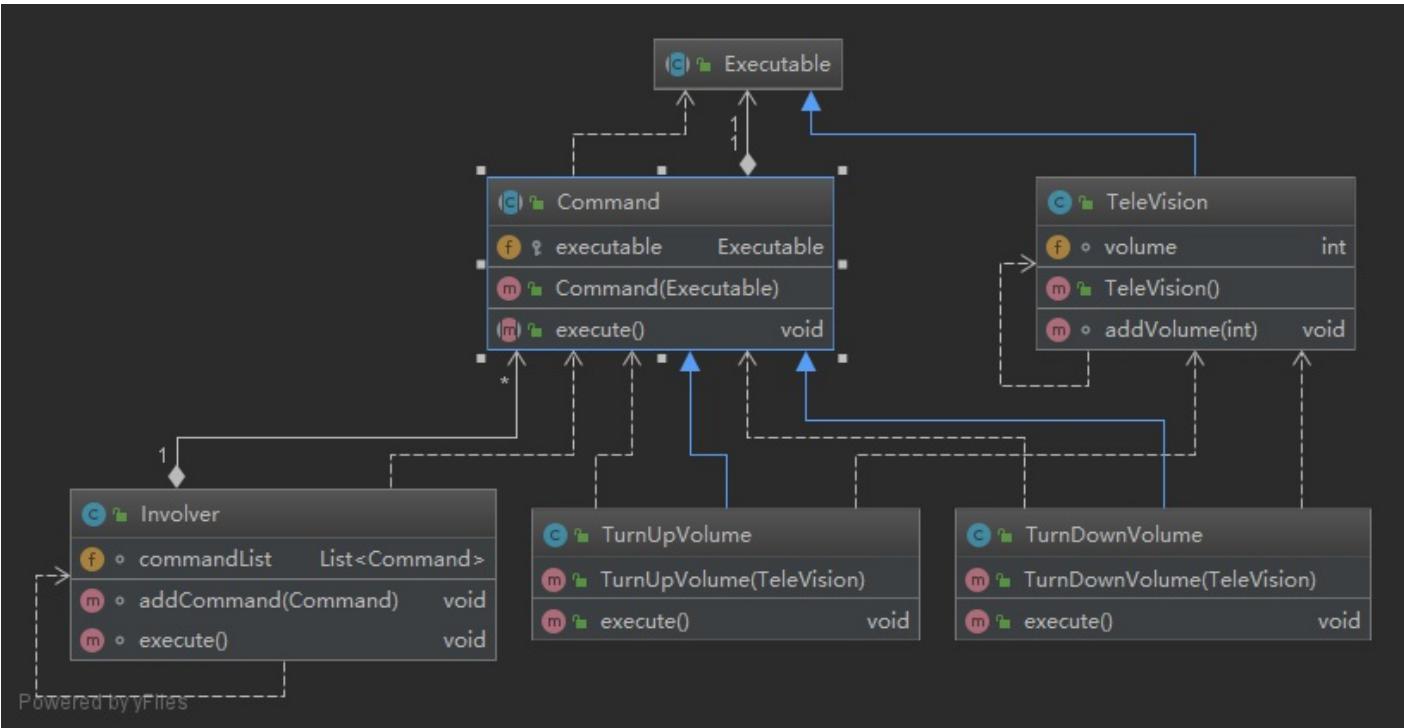 Executable
1
1
Command
executable Executable
Command(Executable)
execute() void
TeleVision
volume int
TeleVision()
addVolume(int) void
*
1
Involver
commandList List<Command>
addCommand(Command) void
execute() void
TurnUpVolume
TurnUpVolume(TeleVision)
execute() void
TurnDownVolume
TurnDownVolume(TeleVision)
execute() void
Powered by yFiles